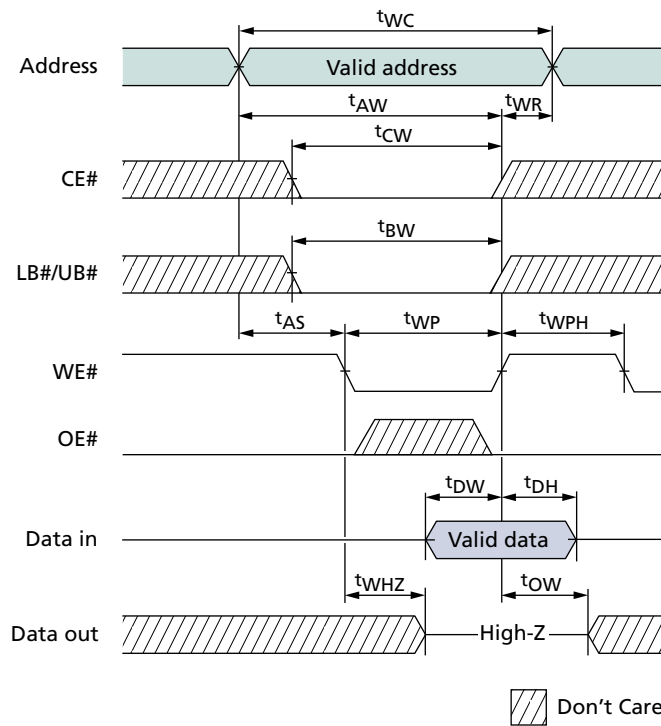 tWC
Address
Valid address
tAW
tWR
tCW
CE#
tBW
LB#/UB#
tAS
tWP
tWPH
WE#
OE#
tDW
tDH
Data in
Valid data
tWHZ
tOW
Data out
High-Z
Don't Care